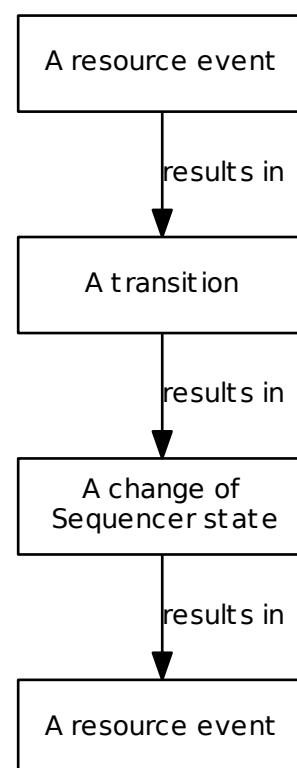 A resource event
results in
A transition
results in
A change of
Sequencer state
results in
A resource event